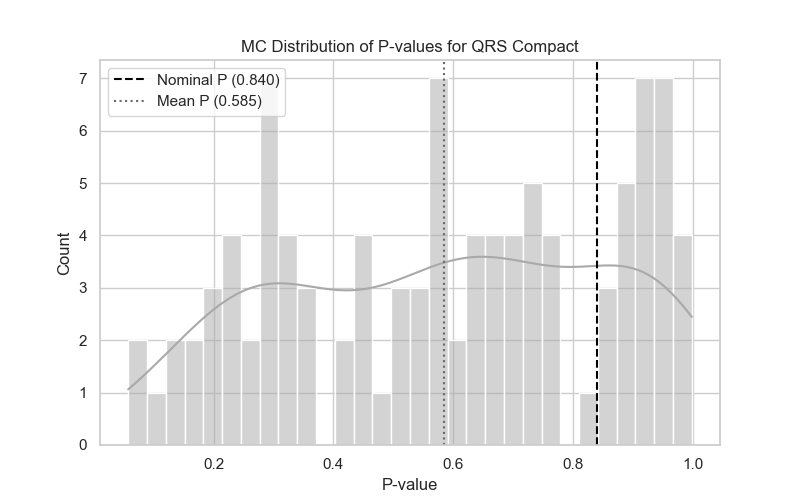 MC Distribution of P-values for QRS Compact
Nominal P (0.840)
Mean P (0.585)
Count
7
6
5
4
3
2
1
0
0.2 0.4 0.6 0.8 1.0
P-value